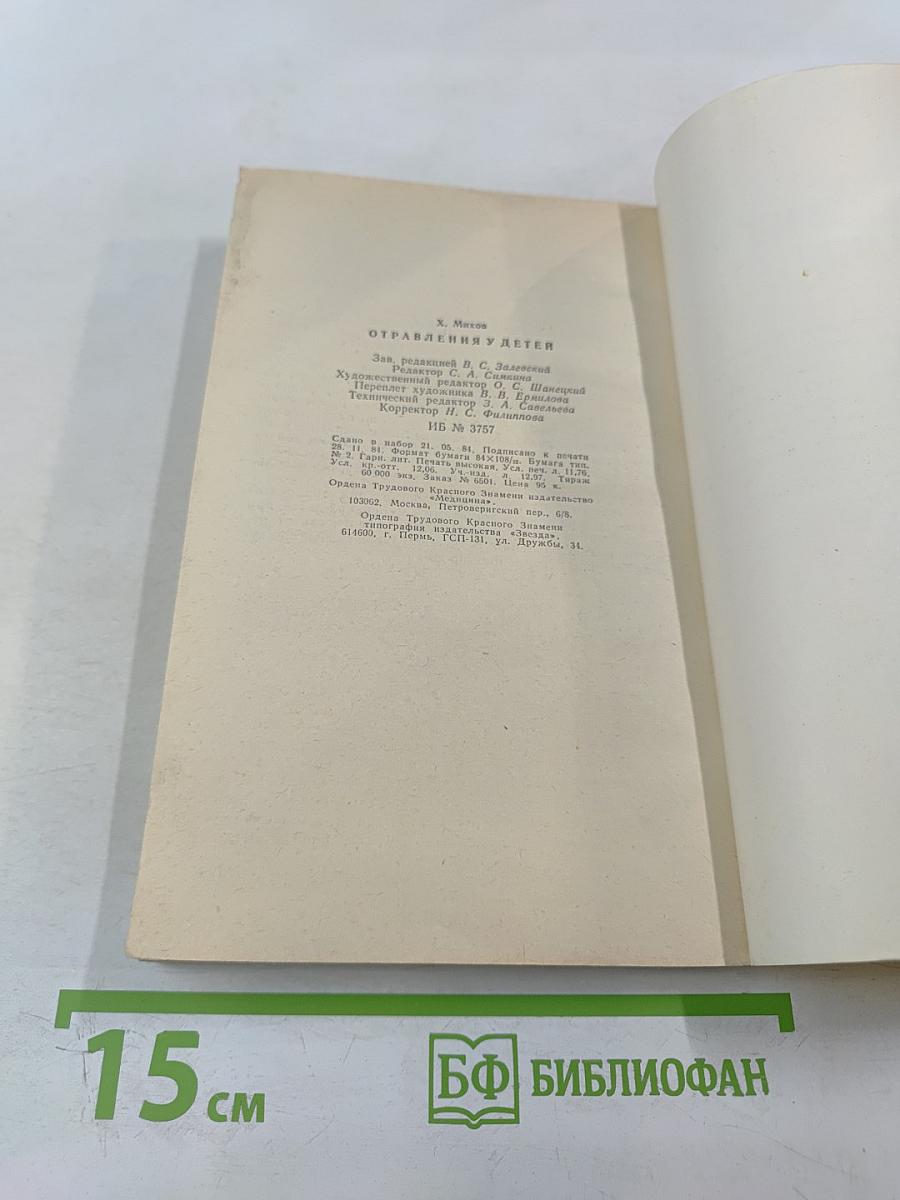 Х. Михов
ОТРАВЛЕНИЯ У ДЕТЕЙ
Зав. редакцией В. С. Залевский
Редактор С. А. Симкина
Художественный редактор О. С. Шанецкий
Переплет художника В. В. Ермилова
Технический редактор З. А. Савельева
Корректор Н. С. Филиппова
ИБ № 3757
Сдано в набор 21. 05. 84. Подписано к печати
28. 11. 84. Формат бумаги 84×108/ Бумага тип.
№ 2. Гарн. лит. Печать высокая. Усл. печ. л. 11,76.
Усл. кр.-отт. 12,06. Уч.-изд. л. 12,97. Тираж
60 000 экз. Заказ № 6501. Цена 95 к.
Ордена Трудового Красного Знамени издательство
«Медицина».
103062, Москва, Петроверигский пер., 6/8.
Ордена Трудового Красного Знамени
типография издательства «Звезда».
614600, г. Пермь, ГСП-131, ул. Дружбы, 34.
15 см
БФ БИБЛИОФАН